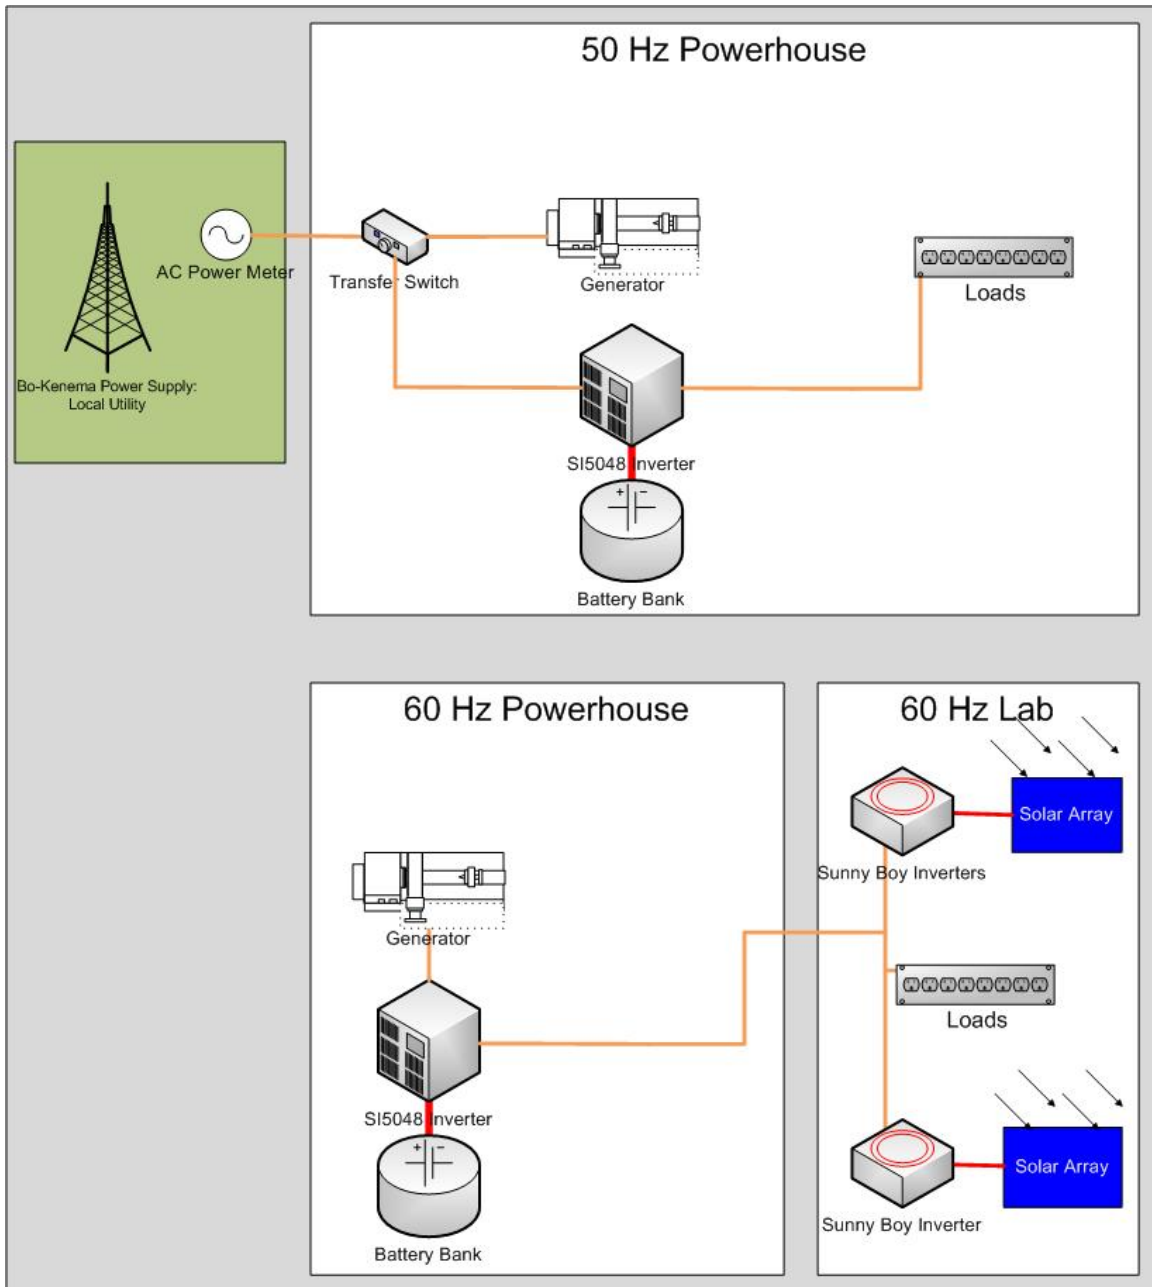 50 Hz Powerhouse
AC Power Meter
Transfer Switch
Generator
Loads
Bo-Kenema Power Supply:
Local Utility
SI5048 Inverter
+ −
Battery Bank
60 Hz Powerhouse
60 Hz Lab
Solar Array
Sunny Boy Inverters
Generator
Loads
SI5048 Inverter
+ −
Battery Bank
Solar Array
Sunny Boy Inverter